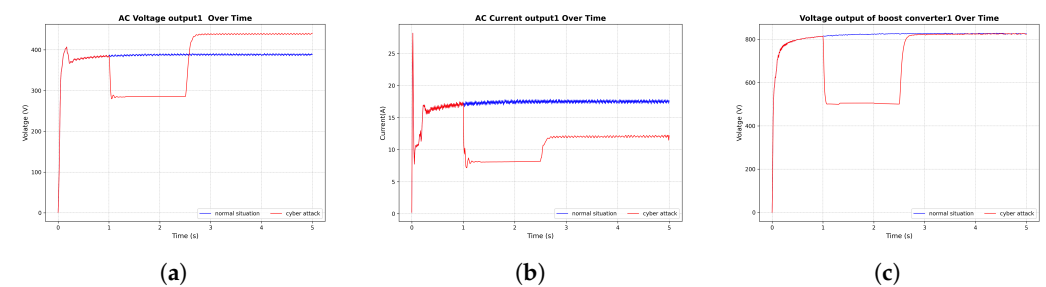 AC Voltage output1 Over Time
Volatge (V)
400
300
200
100
0
0 1 2 3 4 5
Time (s)
normal situation cyber attack
(a)
AC Current output1 Over Time
Current(A)
25
20
15
10
5
0
0 1 2 3 4 5
Time (s)
normal situation cyber attack
(b)
Voltage output of boost converter1 Over Time
Volatge (V)
800
600
400
200
0
0 1 2 3 4 5
Time (s)
normal situation cyber attack
(c)